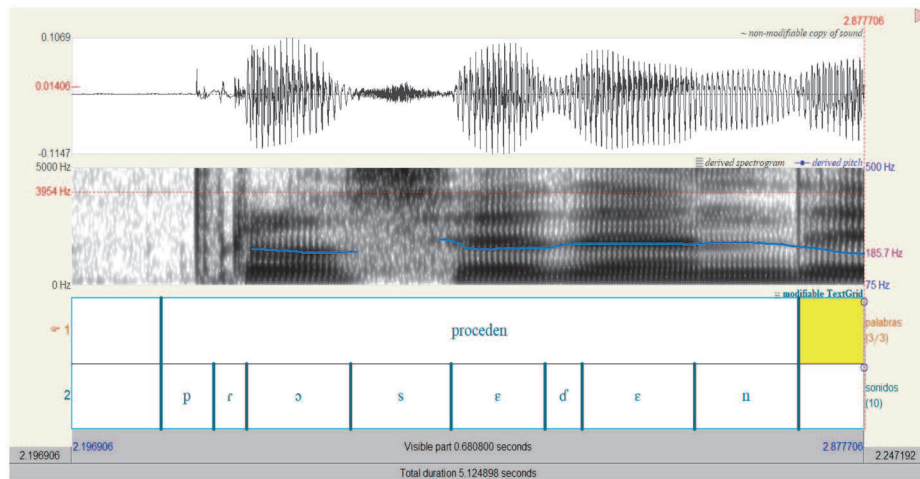 2.877706
~ non-modifiable copy of sound
0.1069
0.01406
-0.1147
5000 Hz
derived spectrogram
derived pitch
500 Hz
3954 Hz
185.7 Hz
0 Hz
75 Hz
modifiable TextGrid
1
proceden
palabras
(3/3)
2
p ɾ ɔ s ɛ ɗ ɛ n
sonidos
(10)
2.196906
Visible part 0.680800 seconds
2.877706
2.196906
2.247192
Total duration 5.124898 seconds